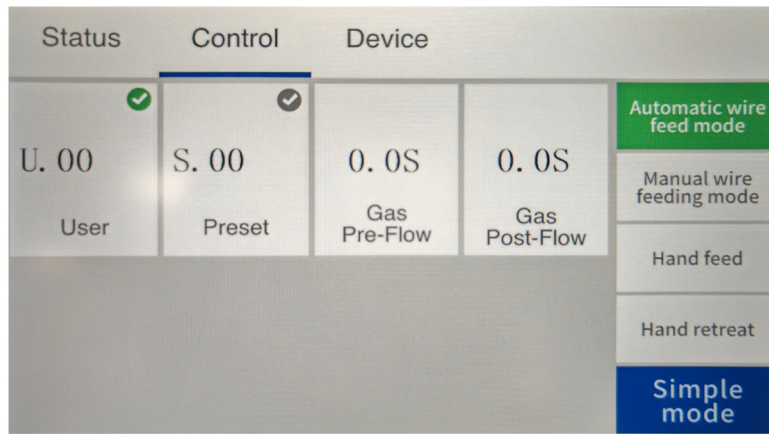 Status Control Device
U. 00
User
S. 00
Preset
0. 0S
Gas
Pre-Flow
0. 0S
Gas
Post-Flow
Automatic wire
feed mode
Manual wire
feeding mode
Hand feed
Hand retreat
Simple
mode